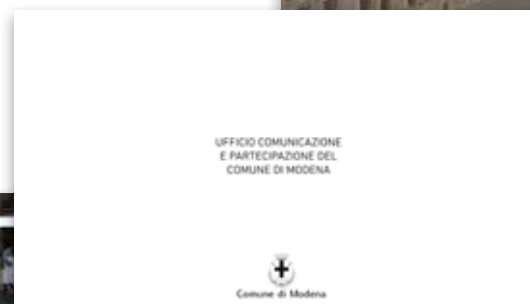 UFFICIO COMUNICAZIONE
E PARTECIPAZIONE DEL
COMUNE DI MODENA
Comune di Modena